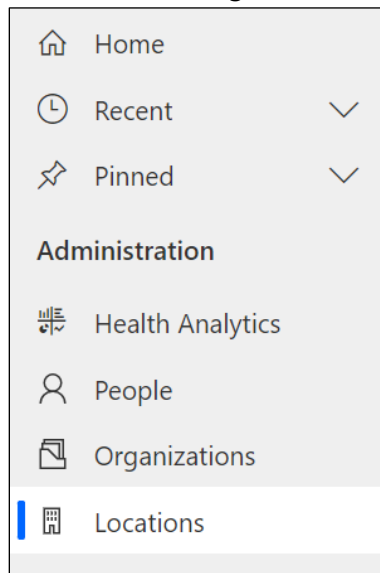 Home
Recent
Pinned
Administration
Health Analytics
People
Organizations
Locations